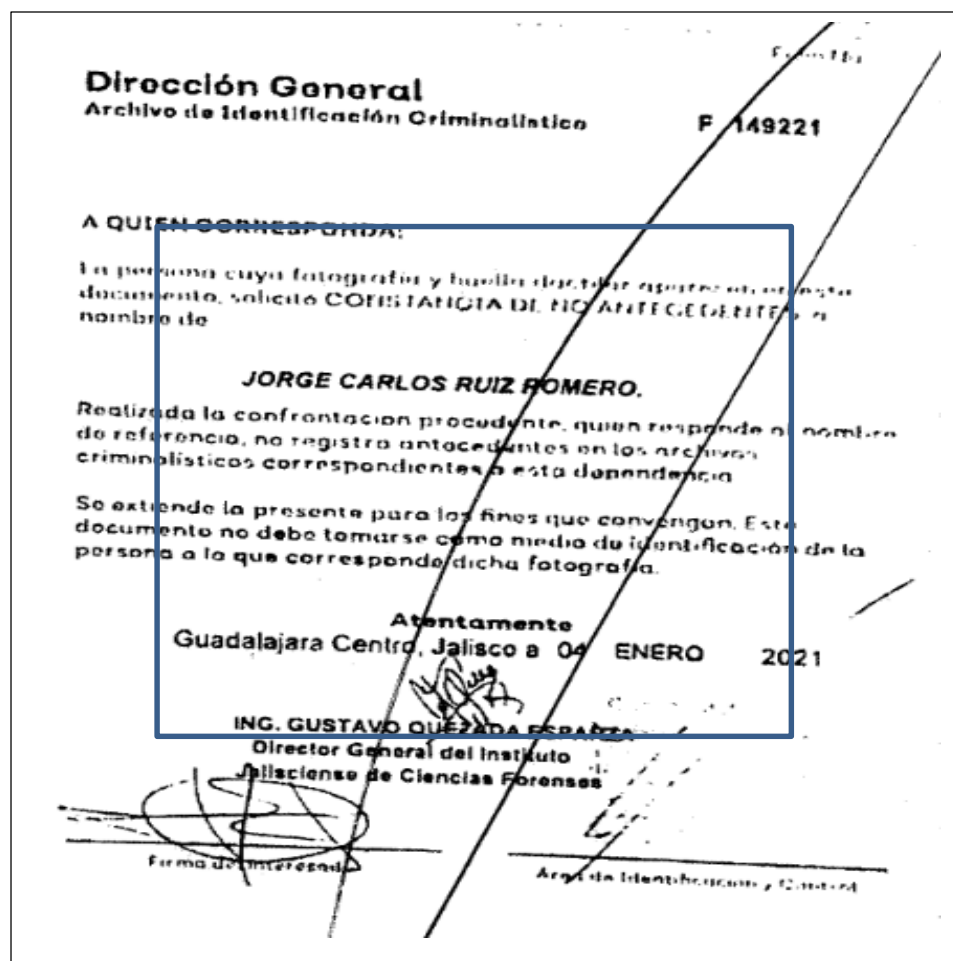 Dirección General
Archivo de Identificación Criminalístico
F 149221
A QUIEN CORRESPONDA:
La persona cuya fotografía y huella dactilar aparecen en este
documento, solicitó CONSTANCIA DE NO ANTECEDENTES, a
nombre de
JORGE CARLOS RUIZ ROMERO.
Realizada la confrontación procedente, quien responde al nombre
de referencia, no registra antecedentes en los archivos
criminalísticos correspondientes a esta dependencia
Se extiende la presente para los fines que convengan. Este
documento no debe tomarse como medio de identificación de la
persona a la que corresponde dicha fotografía.
Atentamente
Guadalajara Centro, Jalisco a 04 ENERO 2021
ING. GUSTAVO QUEZADA ESPARZA
Director General del Instituto
Jalisciense de Ciencias Forenses
Firma del interesado
Area de Identificación y Control